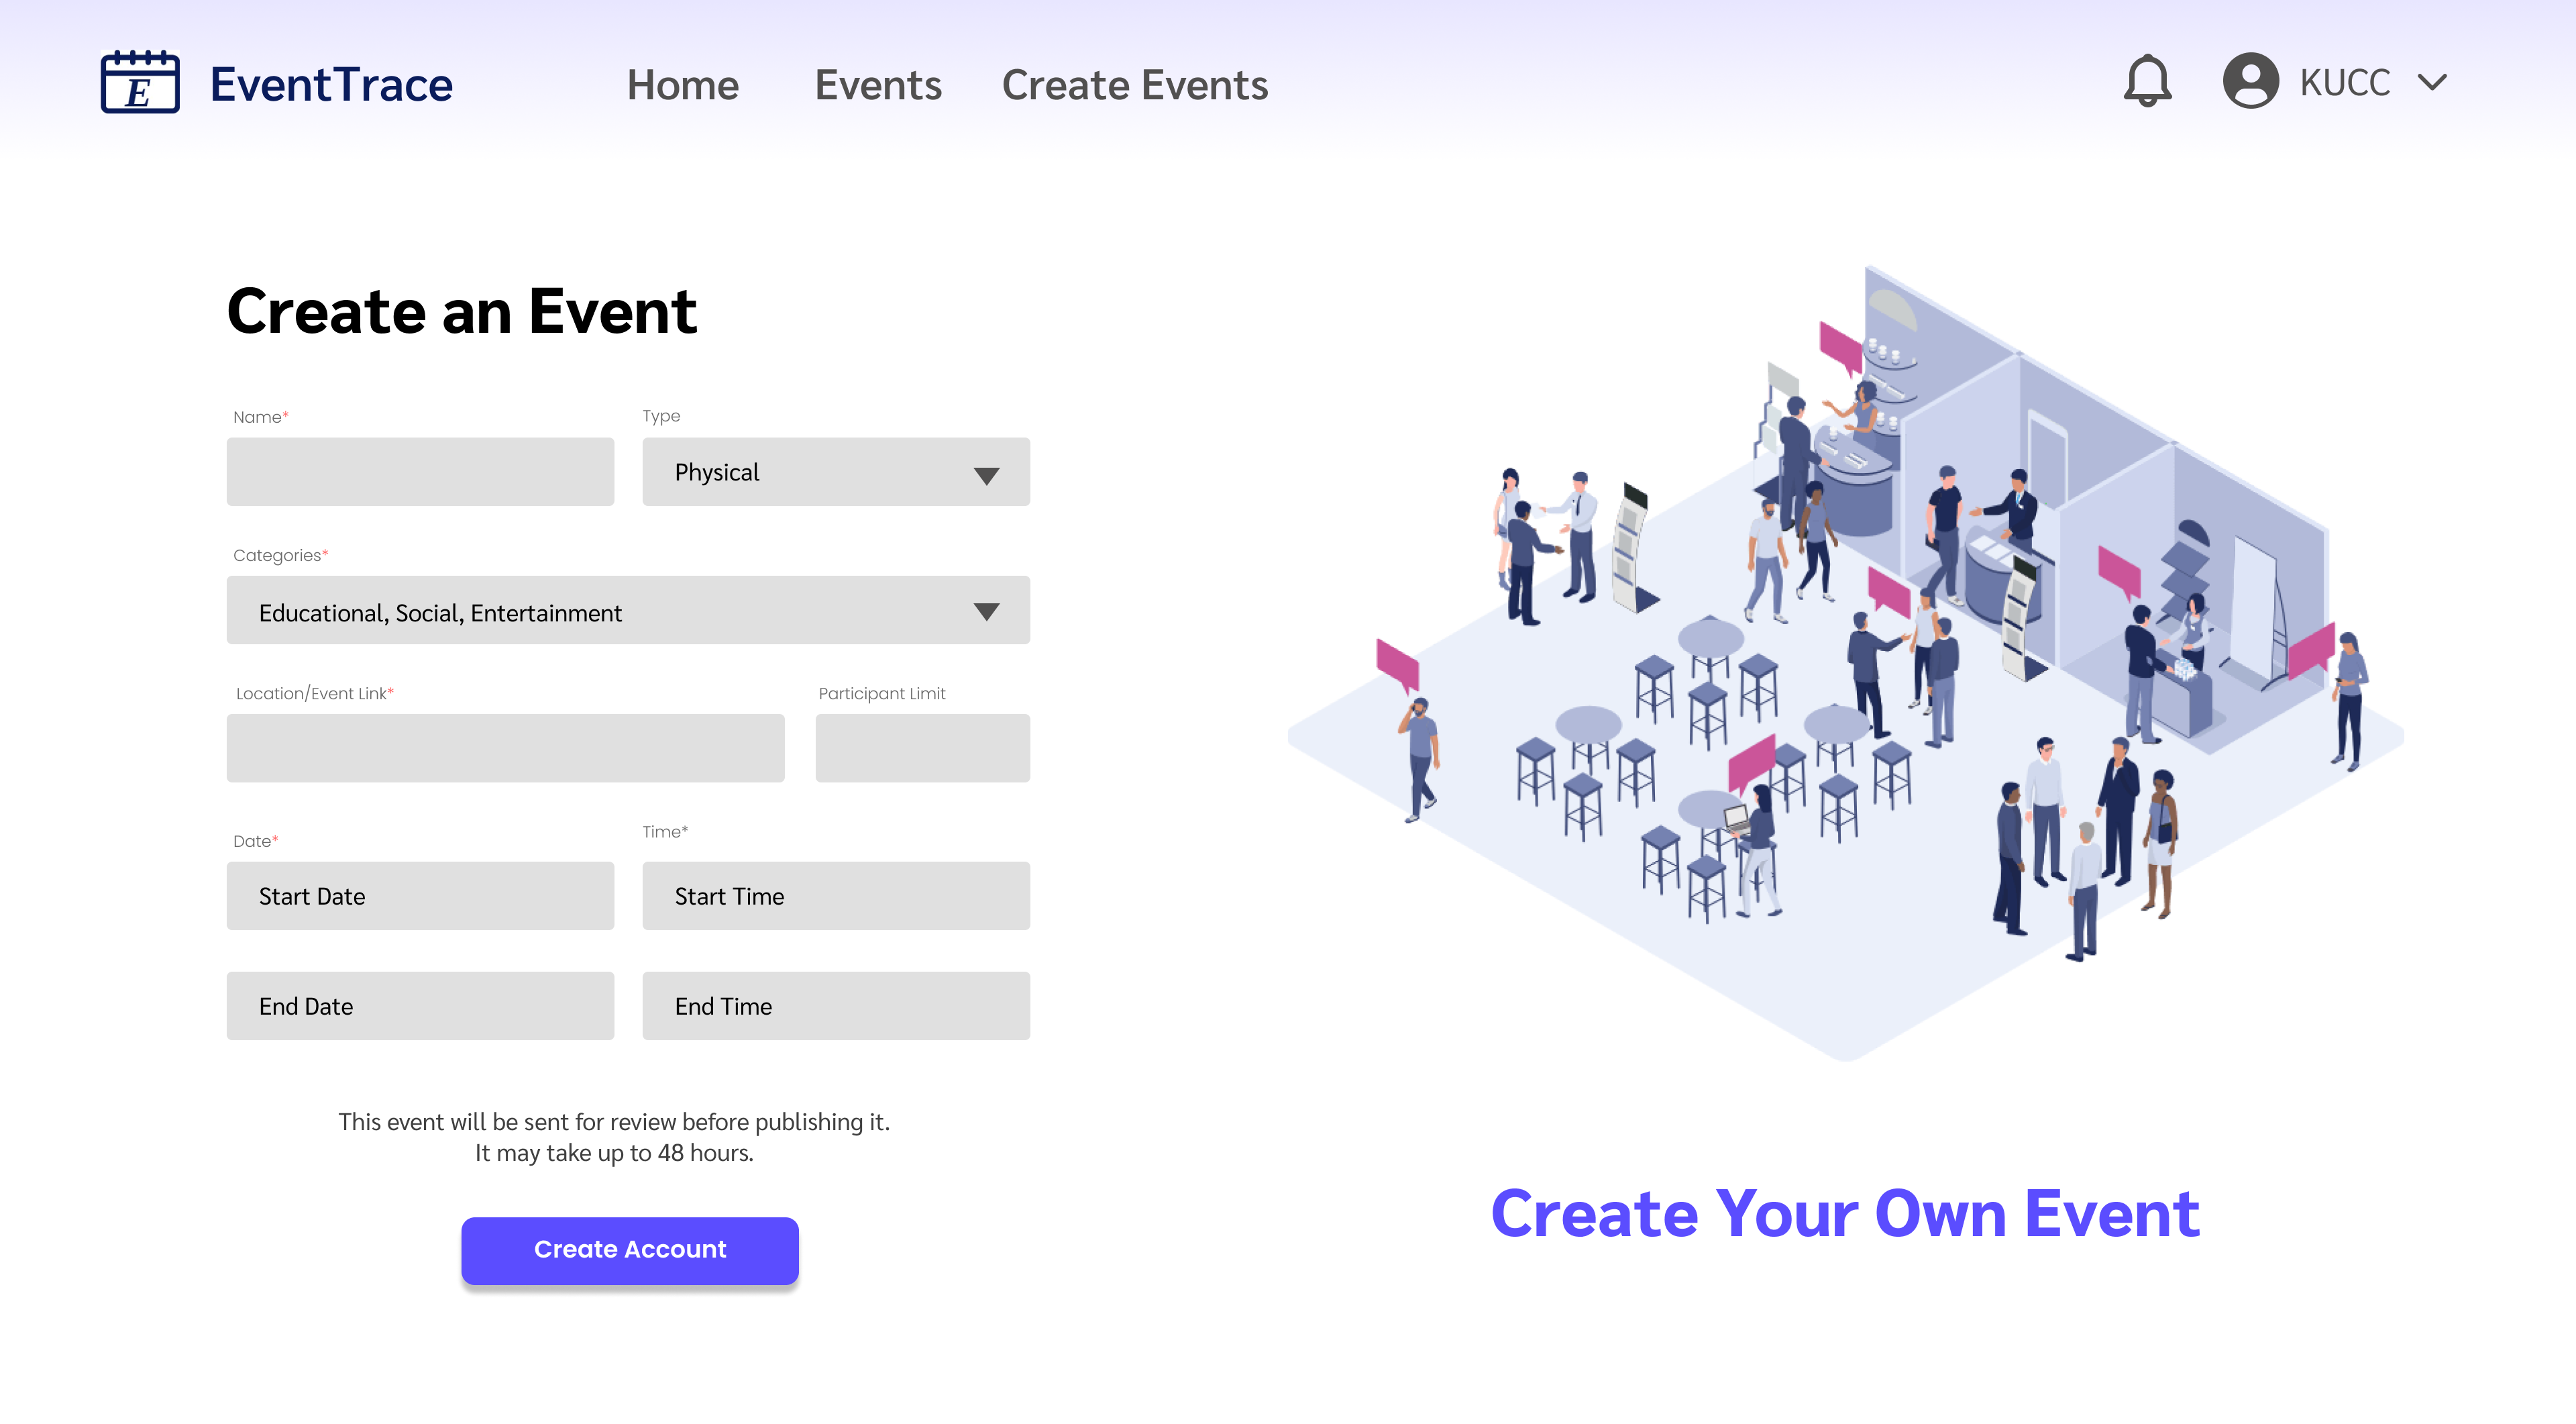 E EventTrace Home Events Create Events KUCC
Create an Event
Name* Type
Physical
Categories*
Educational, Social, Entertainment
Location/Event Link* Participant Limit
Date* Time*
Start Date Start Time
End Date End Time
This event will be sent for review before publishing it.
It may take up to 48 hours.
Create Account
Create Your Own Event